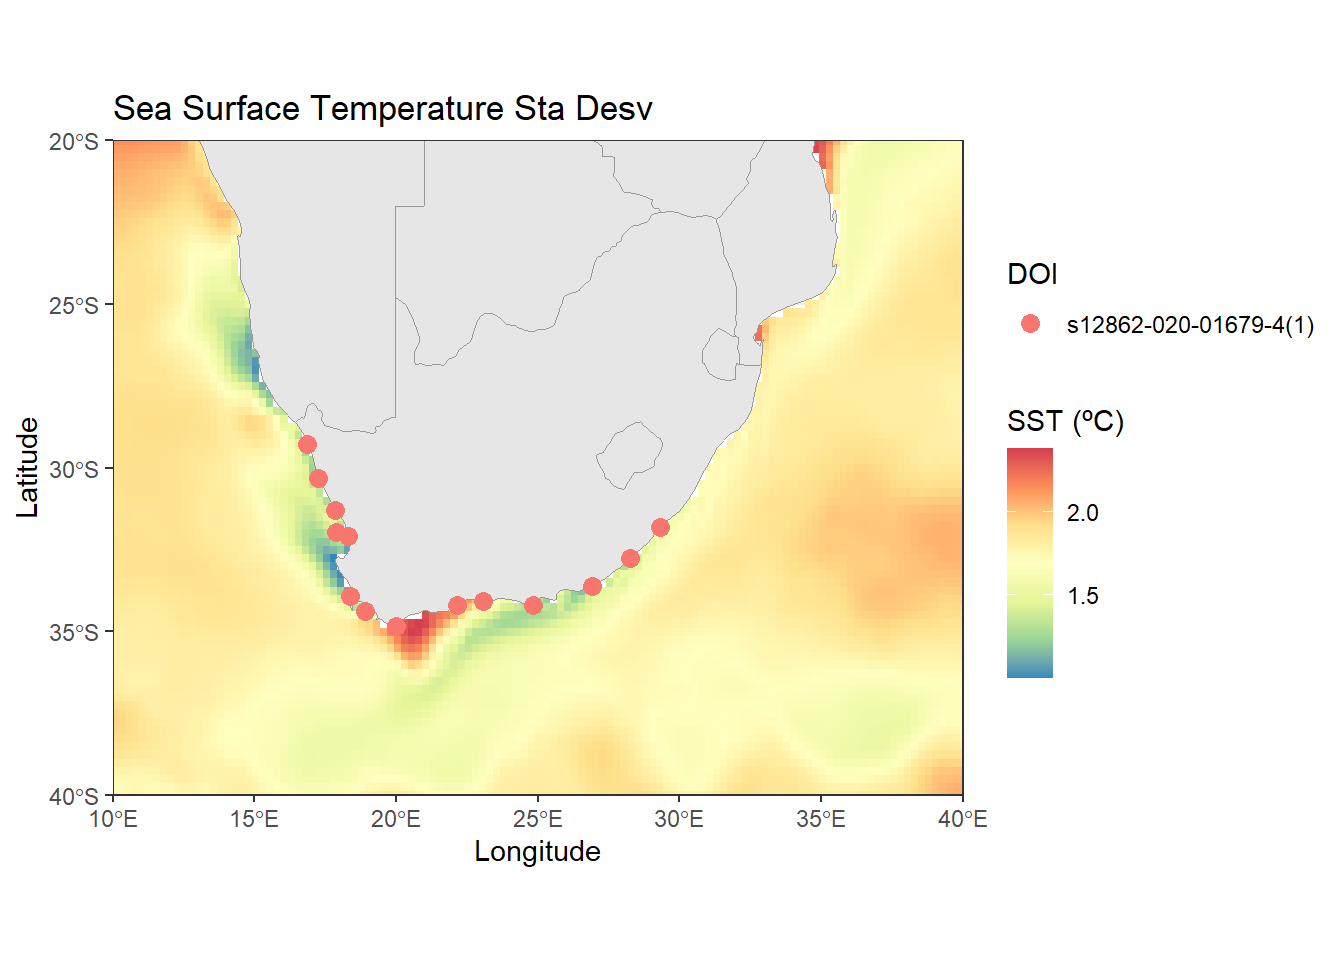 Sea Surface Temperature Sta Desv
20°S
25°S
30°S
35°S
40°S
Latitude
10°E 15°E 20°E 25°E 30°E 35°E 40°E
Longitude
DOI
s12862-020-01679-4(1)
SST (ºC)
2.0
1.5